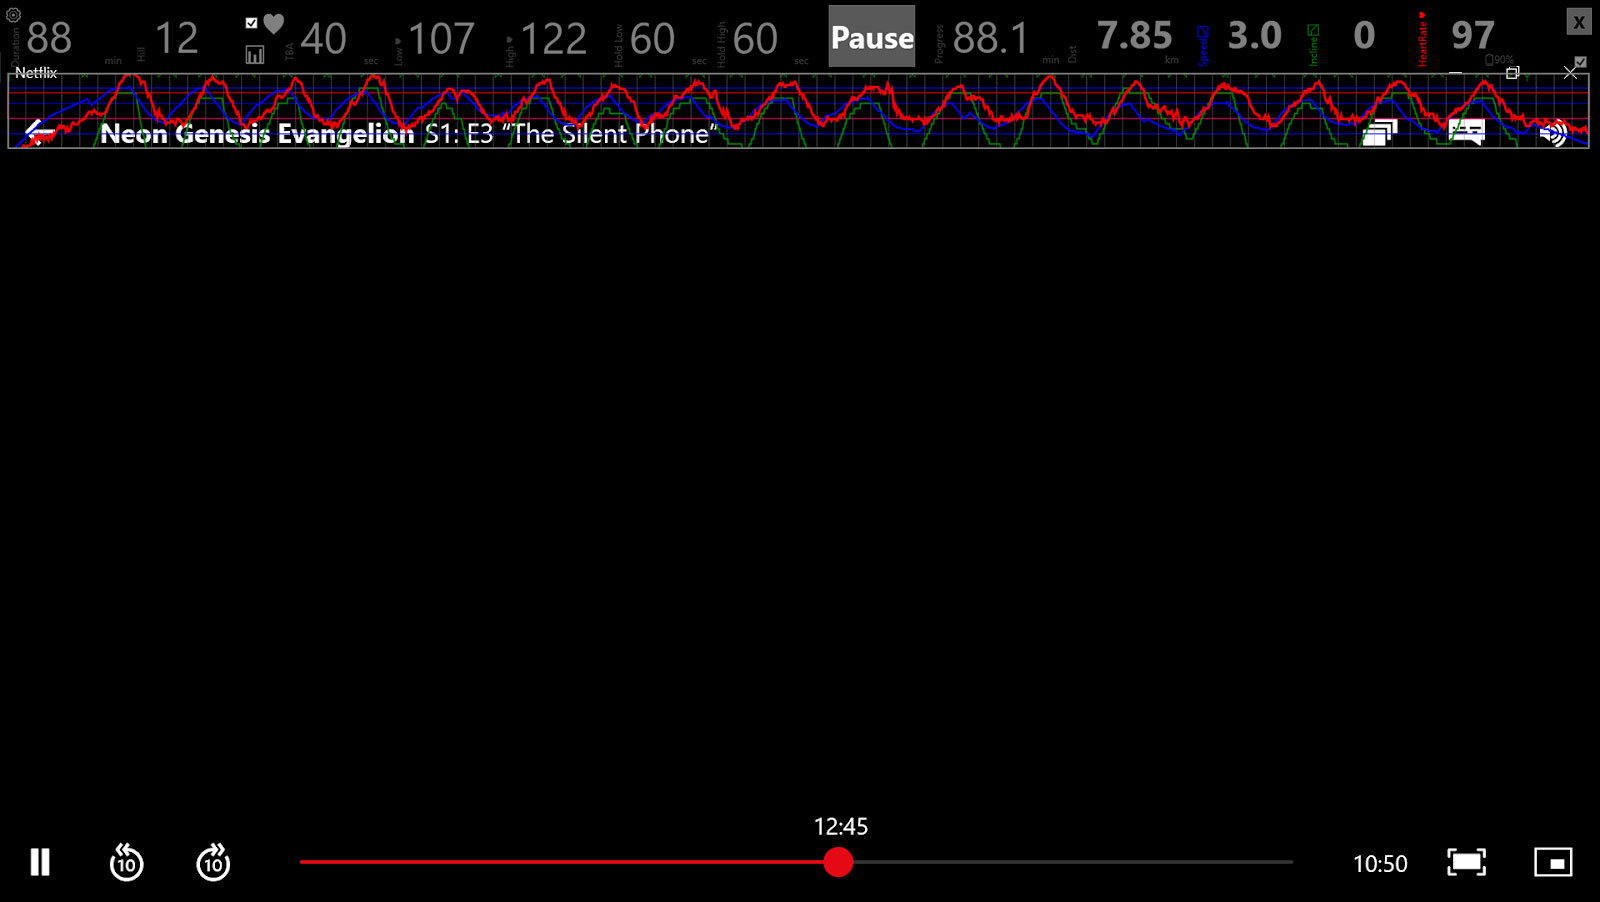 Duration 88 min Hill 12 TBA 40 sec Low ♥ 107 High ♥ 122 Hold Low 60 sec Hold High 60 sec Pause Progress 88.1 min Dist 7.85 km Speed 3.0 Incline 0 HeartRate ♥ 97 90% X
Netflix
Neon Genesis Evangelion S1: E3 “The Silent Phone”
12:45
10 10 10:50